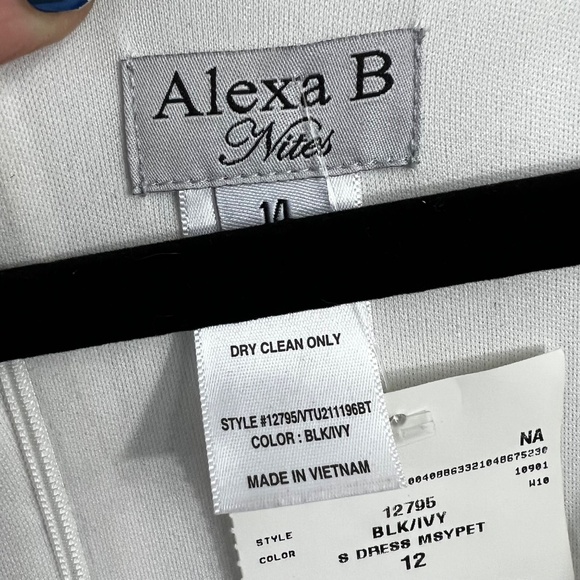 Alexa B
Nites
DRY CLEAN ONLY
STYLE #12795/VTU211196BT
COLOR : BLK/IVY
MADE IN VIETNAM
NA
00408863321048675230
10901
W10
STYLE 12795
COLOR BLK/IVY
S DRESS MSYPET
12